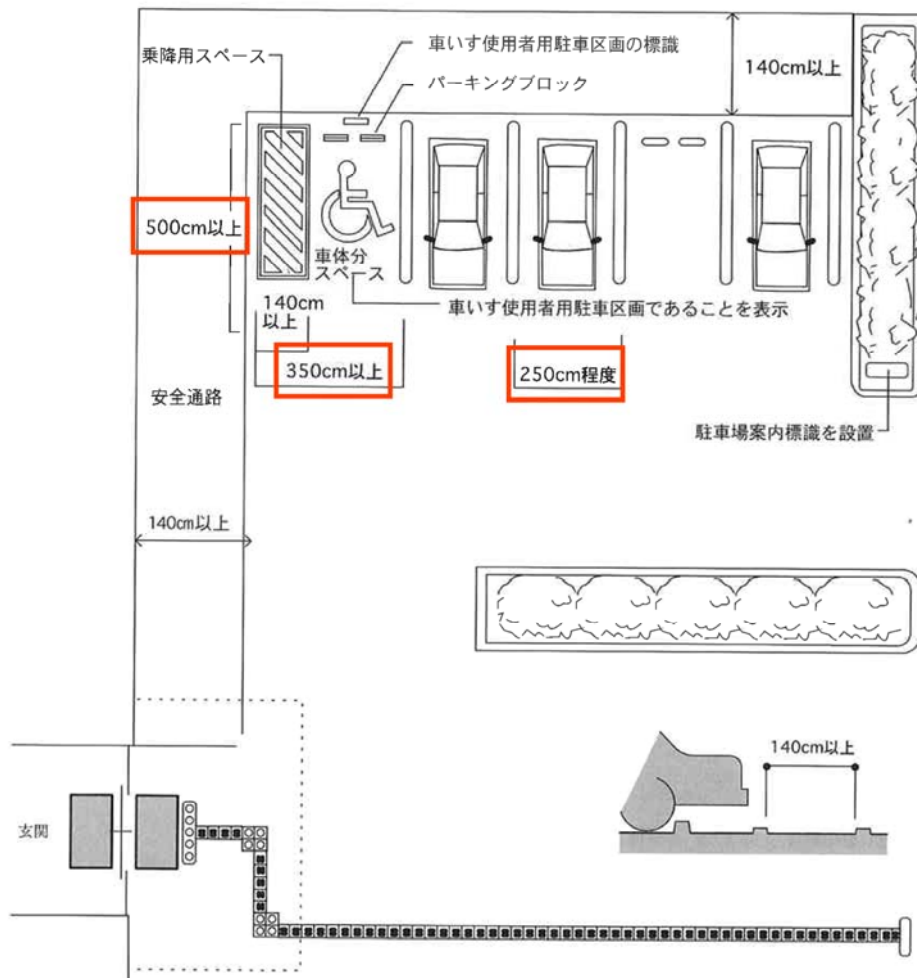 車いす使用者用駐車区画の標識
乗降用スペース
140cm以上
パーキングブロック
500cm以上
車体分
スペース
140cm
以上
車いす使用者用駐車区画であることを表示
350cm以上
250cm程度
安全通路
駐車場案内標識を設置
140cm以上
140cm以上
玄関